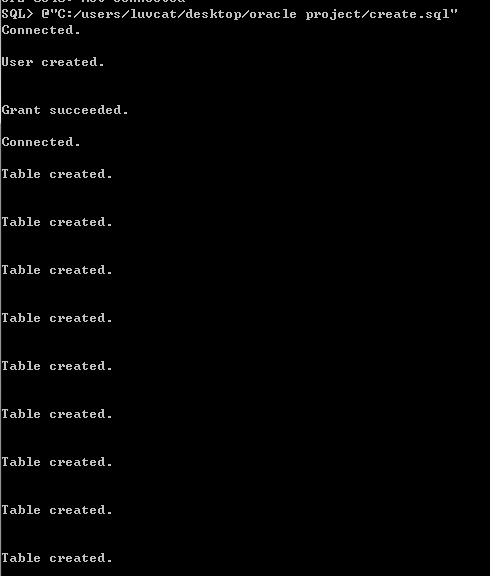 SQL> @"C:/users/luvcat/desktop/oracle project/create.sql"
Connected.
User created.
Grant succeeded.
Connected.
Table created.
Table created.
Table created.
Table created.
Table created.
Table created.
Table created.
Table created.
Table created.